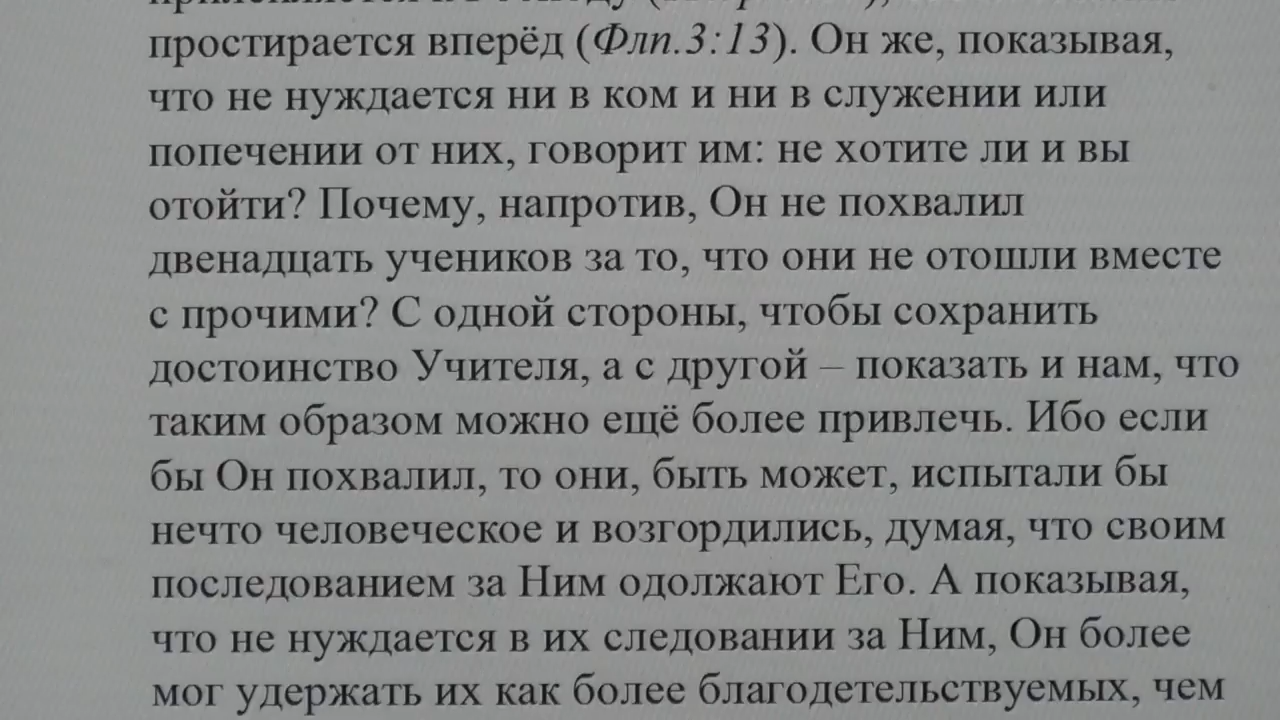 простирается вперёд (Флп.3:13). Он же, показывая,
что не нуждается ни в ком и ни в служении или
попечении от них, говорит им: не хотите ли и вы
отойти? Почему, напротив, Он не похвалил
двенадцать учеников за то, что они не отошли вместе
с прочими? С одной стороны, чтобы сохранить
достоинство Учителя, а с другой – показать и нам, что
таким образом можно ещё более привлечь. Ибо если
бы Он похвалил, то они, быть может, испытали бы
нечто человеческое и возгордились, думая, что своим
последованием за Ним одолжают Его. А показывая,
что не нуждается в их следовании за Ним, Он более
мог удержать их как более благодетельствуемых, чем